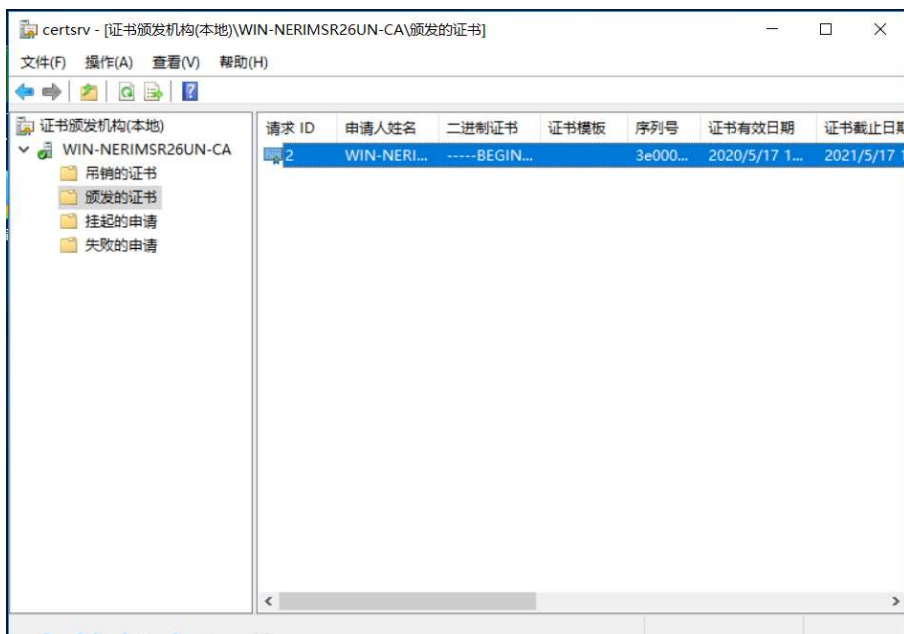 certsrv - [证书颁发机构(本地)\WIN-NERIMSR26UN-CA\颁发的证书]
文件(F) 操作(A) 查看(V) 帮助(H)
证书颁发机构(本地)
WIN-NERIMSR26UN-CA
吊销的证书
颁发的证书
挂起的申请
失败的申请
请求 ID 申请人姓名 二进制证书 证书模板 序列号 证书有效日期 证书截止日期
2 WIN-NERI... -----BEGIN... 3e000... 2020/5/17 1... 2021/5/17 1